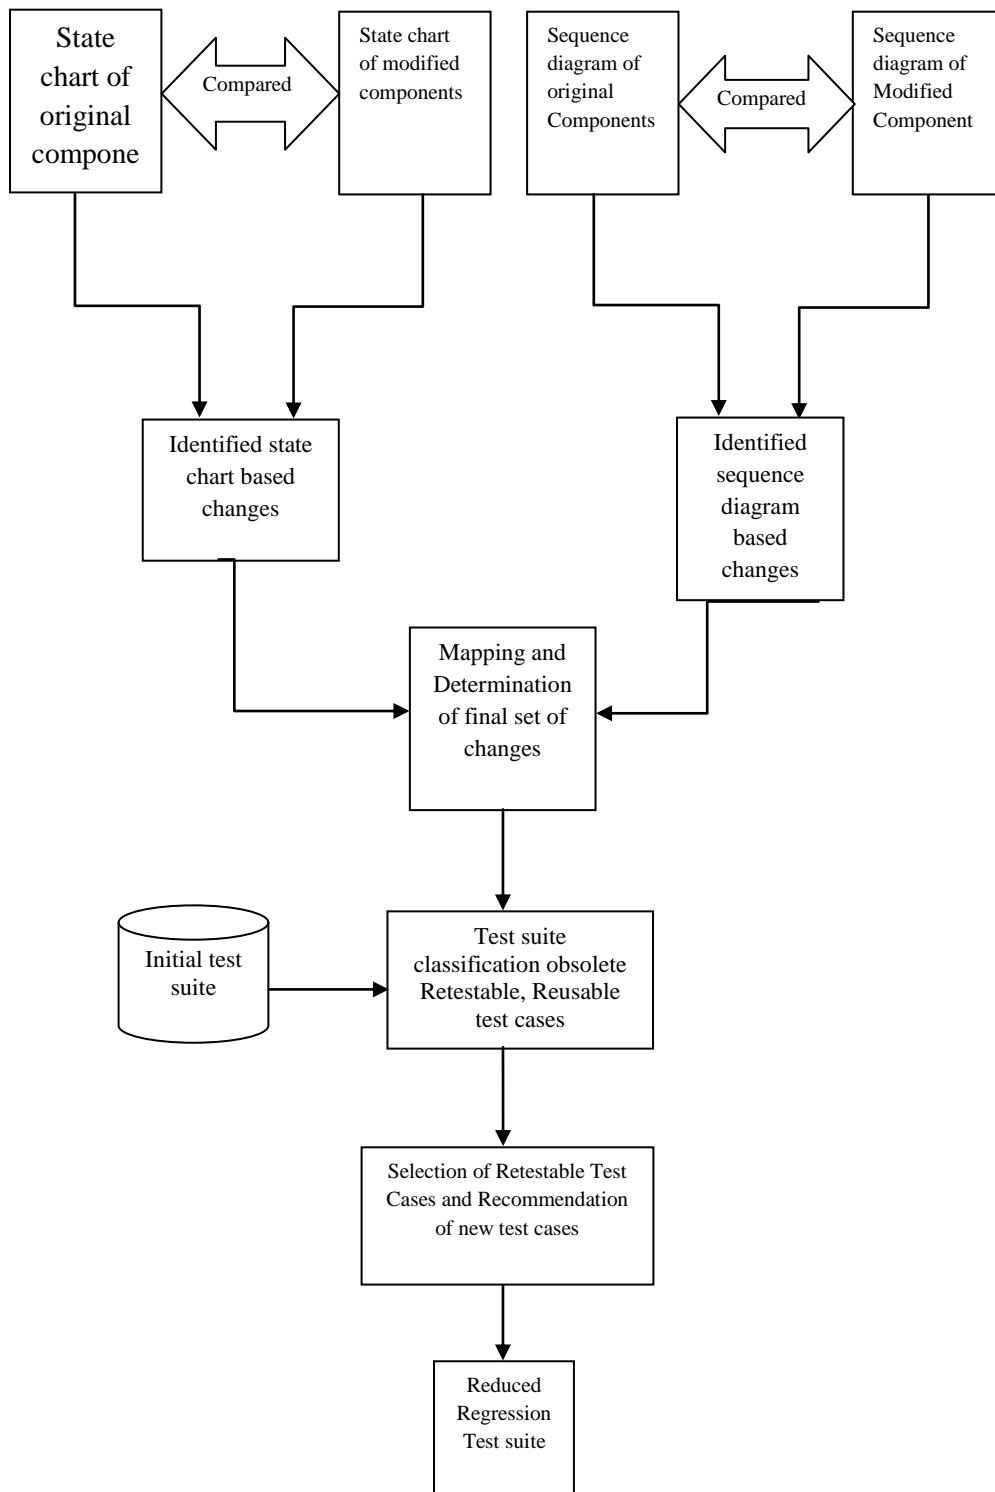 State
chart of
original
compone
Compared
State chart
of modified
components
Sequence
diagram of
original
Components
Compared
Sequence
diagram of
Modified
Component
Identified state
chart based
changes
Identified
sequence
diagram
based
changes
Mapping and
Determination
of final set of
changes
Initial test
suite
Test suite
classification obsolete
Retestable, Reusable
test cases
Selection of Retestable Test
Cases and Recommendation
of new test cases
Reduced
Regression
Test suite